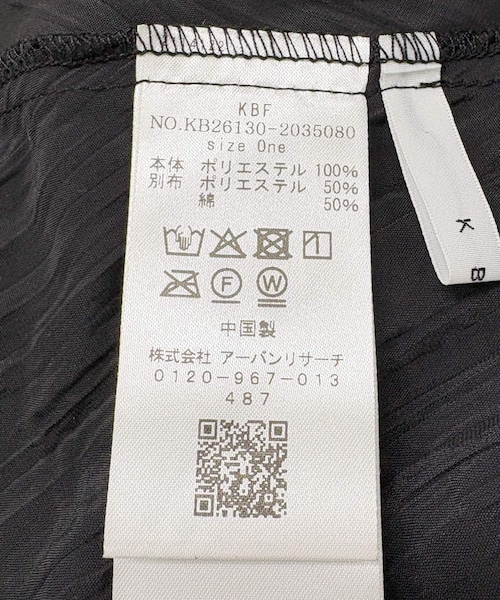 KBF
NO.KB26130-2035080
size One
本体 ポリエステル 100%
別布 ポリエステル 50%
綿 50%
F W
中国製
株式会社 アーバンリサーチ
0120-967-013
487
K B